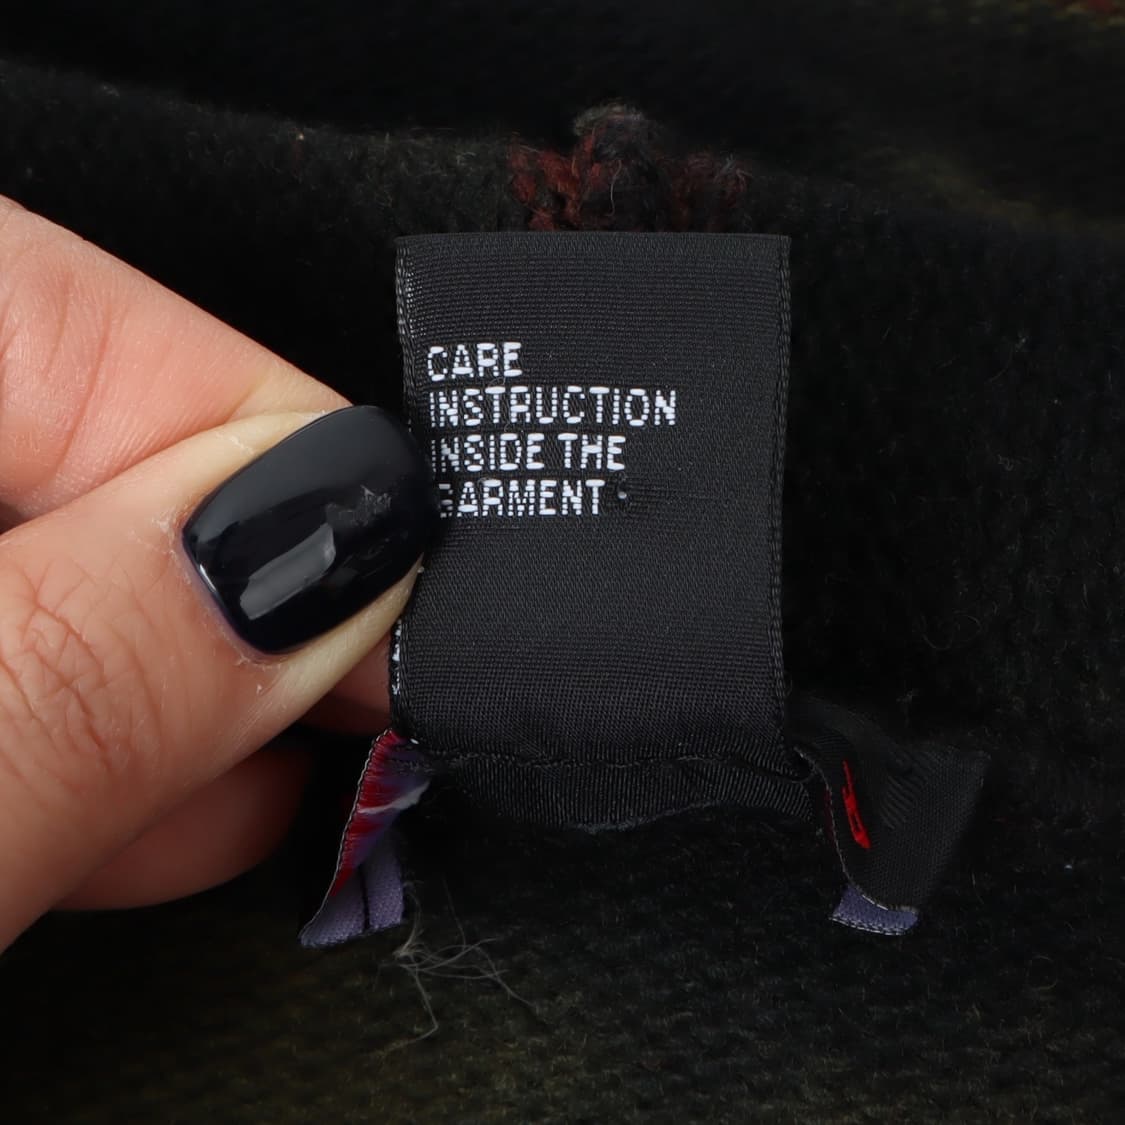 CARE
INSTRUCTION
INSIDE THE
GARMENT